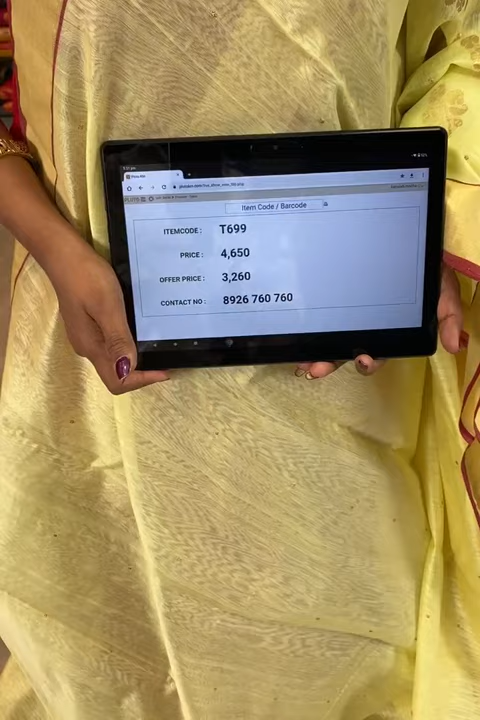 Item Code / Barcode
ITEMCODE : T699
PRICE : 4,650
OFFER PRICE : 3,260
CONTACT NO : 8926 760 760